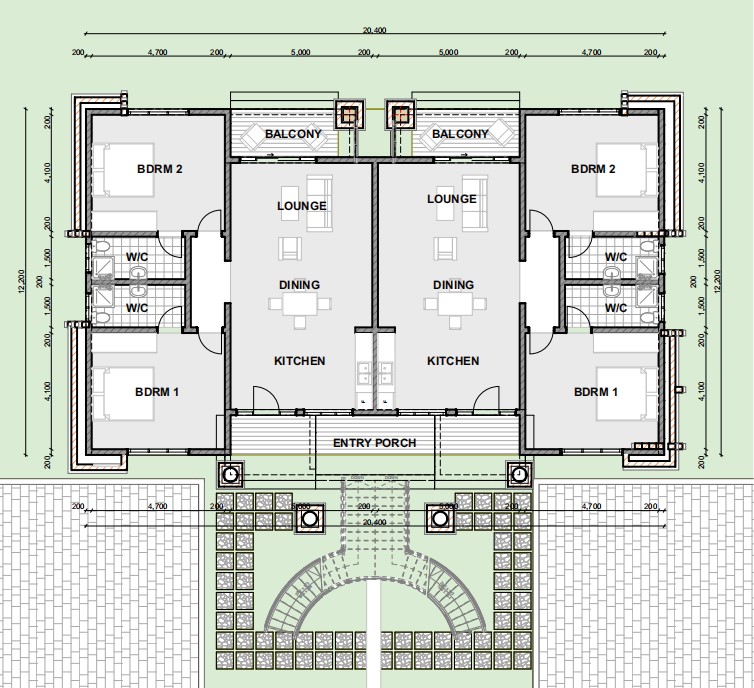 20,400
200 4,700 200 5,000 200 5,000 200 4,700 200
BALCONY BALCONY
200 200
BDRM 2 BDRM 2
4,100 4,100
LOUNGE LOUNGE
200 200
W/C W/C
1,500 1,500
12,200 200 DINING DINING 200 12,200
W/C W/C
1,500 1,500
200 200
KITCHEN KITCHEN
BDRM 1 BDRM 1
4,100 4,100
ENTRY PORCH
200 200
DOWN DOWN
200 4,700 200 5,000 200 5,000 200 4,700 200
20,400